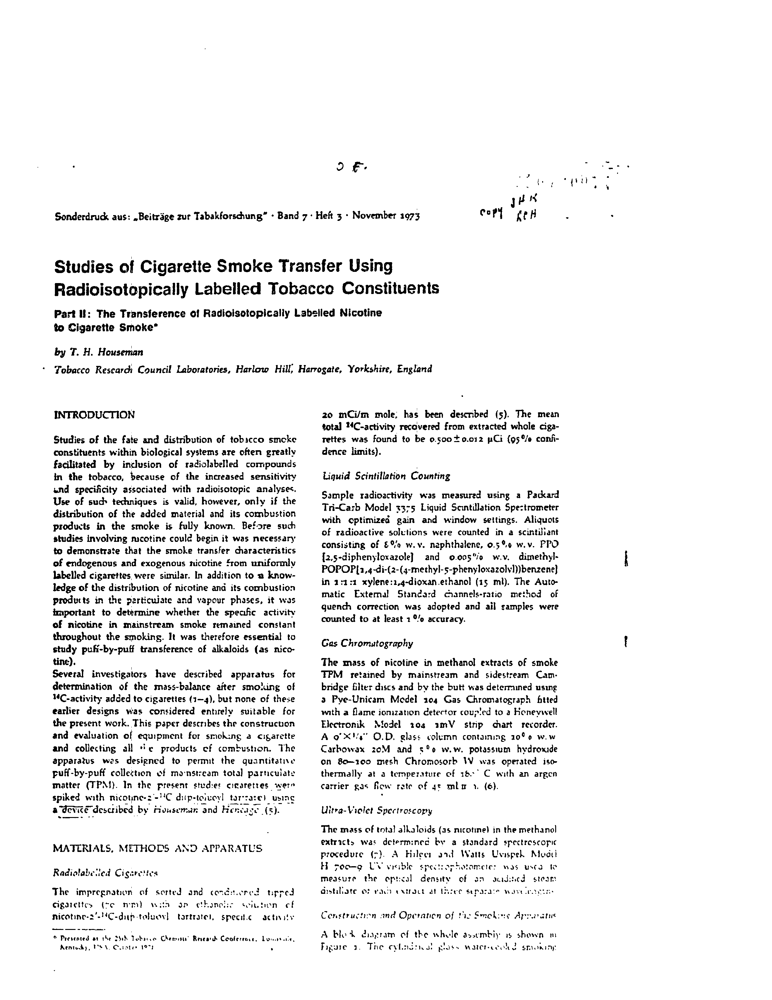 Sonderdruck aus: „Beiträge zur Tabakforschung" · Band 7 · Heft 3 · November 1973
copy
Studies of Cigarette Smoke Transfer Using
Radioisotopically Labelled Tobacco Constituents
Part II: The Transference of Radioisotopically Labelled Nicotine
to Cigarette Smoke*
by T. H. Houseman
Tobacco Research Council Laboratories, Harlow Hill, Harrogate, Yorkshire, England
INTRODUCTION
Studies of the fate and distribution of tobacco smoke
constituents within biological systems are often greatly
facilitated by inclusion of radiolabelled compounds
in the tobacco, because of the increased sensitivity
and specificity associated with radioisotopic analyses.
Use of such techniques is valid, however, only if the
distribution of the added material and its combustion
products in the smoke is fully known. Before such
studies involving nicotine could begin it was necessary
to demonstrate that the smoke transfer characteristics
of endogenous and exogenous nicotine from uniformly
labelled cigarettes were similar. In addition to a know-
ledge of the distribution of nicotine and its combustion
products in the particulate and vapour phases, it was
important to determine whether the specific activity
of nicotine in mainstream smoke remained constant
throughout the smoking. It was therefore essential to
study puff-by-puff transference of alkaloids (as nico-
tine).
Several investigators have described apparatus for
determination of the mass-balance after smoking of
¹⁴C-activity added to cigarettes (1–4), but none of these
earlier designs was considered entirely suitable for
the present work. This paper describes the construction
and evaluation of equipment for smoking a cigarette
and collecting all the products of combustion. The
apparatus was designed to permit the quantitative
puff-by-puff collection of mainstream total particulate
matter (TPM). In the present studies cigarettes were
spiked with nicotine-2'-¹⁴C di-p-toluoyl tartrate, using
a device described by Houseman and Heneage (5).
MATERIALS, METHODS AND APPARATUS
Radiolabelled Cigarettes
The impregnation of sorted and conditioned tipped
cigarettes (70 mm) with an ethanolic solution of
nicotine-2'-¹⁴C-di-p-toluoyl tartrate, specific activity
* Presented at the 25th Tobacco Chemists' Research Conference, Louisville,
Kentucky, USA, October 1971.
20 mCi/m mole, has been described (5). The mean
total ¹⁴C-activity recovered from extracted whole ciga-
rettes was found to be 0.500±0.012 µCi (95% confi-
dence limits).
Liquid Scintillation Counting
Sample radioactivity was measured using a Packard
Tri-Carb Model 3375 Liquid Scintillation Spectrometer
with optimized gain and window settings. Aliquots
of radioactive solutions were counted in a scintillant
consisting of 8% w.v. naphthalene, 0.5% w.v. PPO
[2,5-diphenyloxazole] and 0.005% w.v. dimethyl-
POPOP[1,4-di-(2-(4-methyl-5-phenyloxazolyl))benzene]
in 1:1:1 xylene:1,4-dioxan:ethanol (15 ml). The Auto-
matic External Standard channels-ratio method of
quench correction was adopted and all samples were
counted to at least 1% accuracy.
Gas Chromatography
The mass of nicotine in methanol extracts of smoke
TPM retained by mainstream and sidestream Cam-
bridge filter discs and by the butt was determined using
a Pye-Unicam Model 104 Gas Chromatograph fitted
with a flame ionization detector coupled to a Honeywell
Electronik Model 194 1mV strip chart recorder.
A O.D. glass column containing 10% w.w.
Carbowax 20M and 5% w.w. potassium hydroxide
on 80–100 mesh Chromosorb W was operated iso-
thermally at a temperature of C with an argon
carrier gas flow rate of 45 ml (6).
Ultra-Violet Spectroscopy
The mass of total alkaloids (as nicotine) in the methanol
extracts was determined by a standard spectroscopic
procedure (7). A Hilger and Watts Uvispek Model
H 700–9 UV visible spectrophotometer was used to
measure the optical density of an acidified steam
distillate of each extract at three separate wavelengths.
Construction and Operation of the Smoking Apparatus
A block diagram of the whole assembly is shown in
Figure 1. The cylindrical glass water-cooled smoking